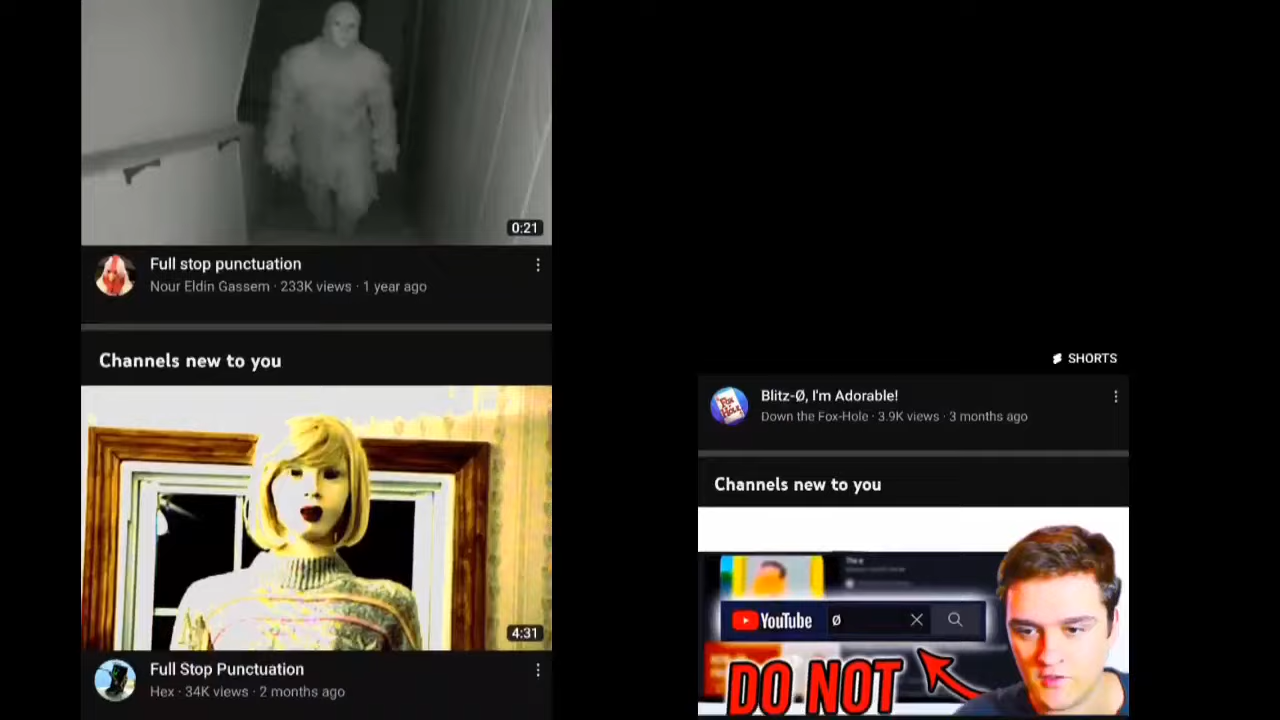 0:21
Full stop punctuation
Nour Eldin Gassem · 233K views · 1 year ago
Channels new to you
4:31
Full Stop Punctuation
Hex · 34K views · 2 months ago
SHORTS
FOX
HOLE
Blitz-Ø, I'm Adorable!
Down the Fox-Hole · 3.9K views · 3 months ago
Channels new to you
YouTube Ø
DO NOT